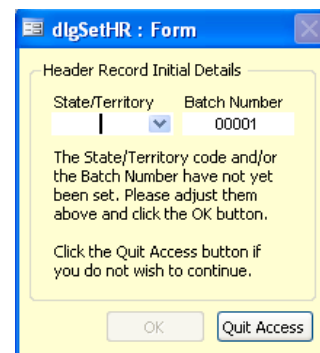 dlgSetHR : Form
Header Record Initial Details
State/Territory Batch Number
00001
The State/Territory code and/or
the Batch Number have not yet
been set. Please adjust them
above and click the OK button.
Click the Quit Access button if
you do not wish to continue.
OK Quit Access